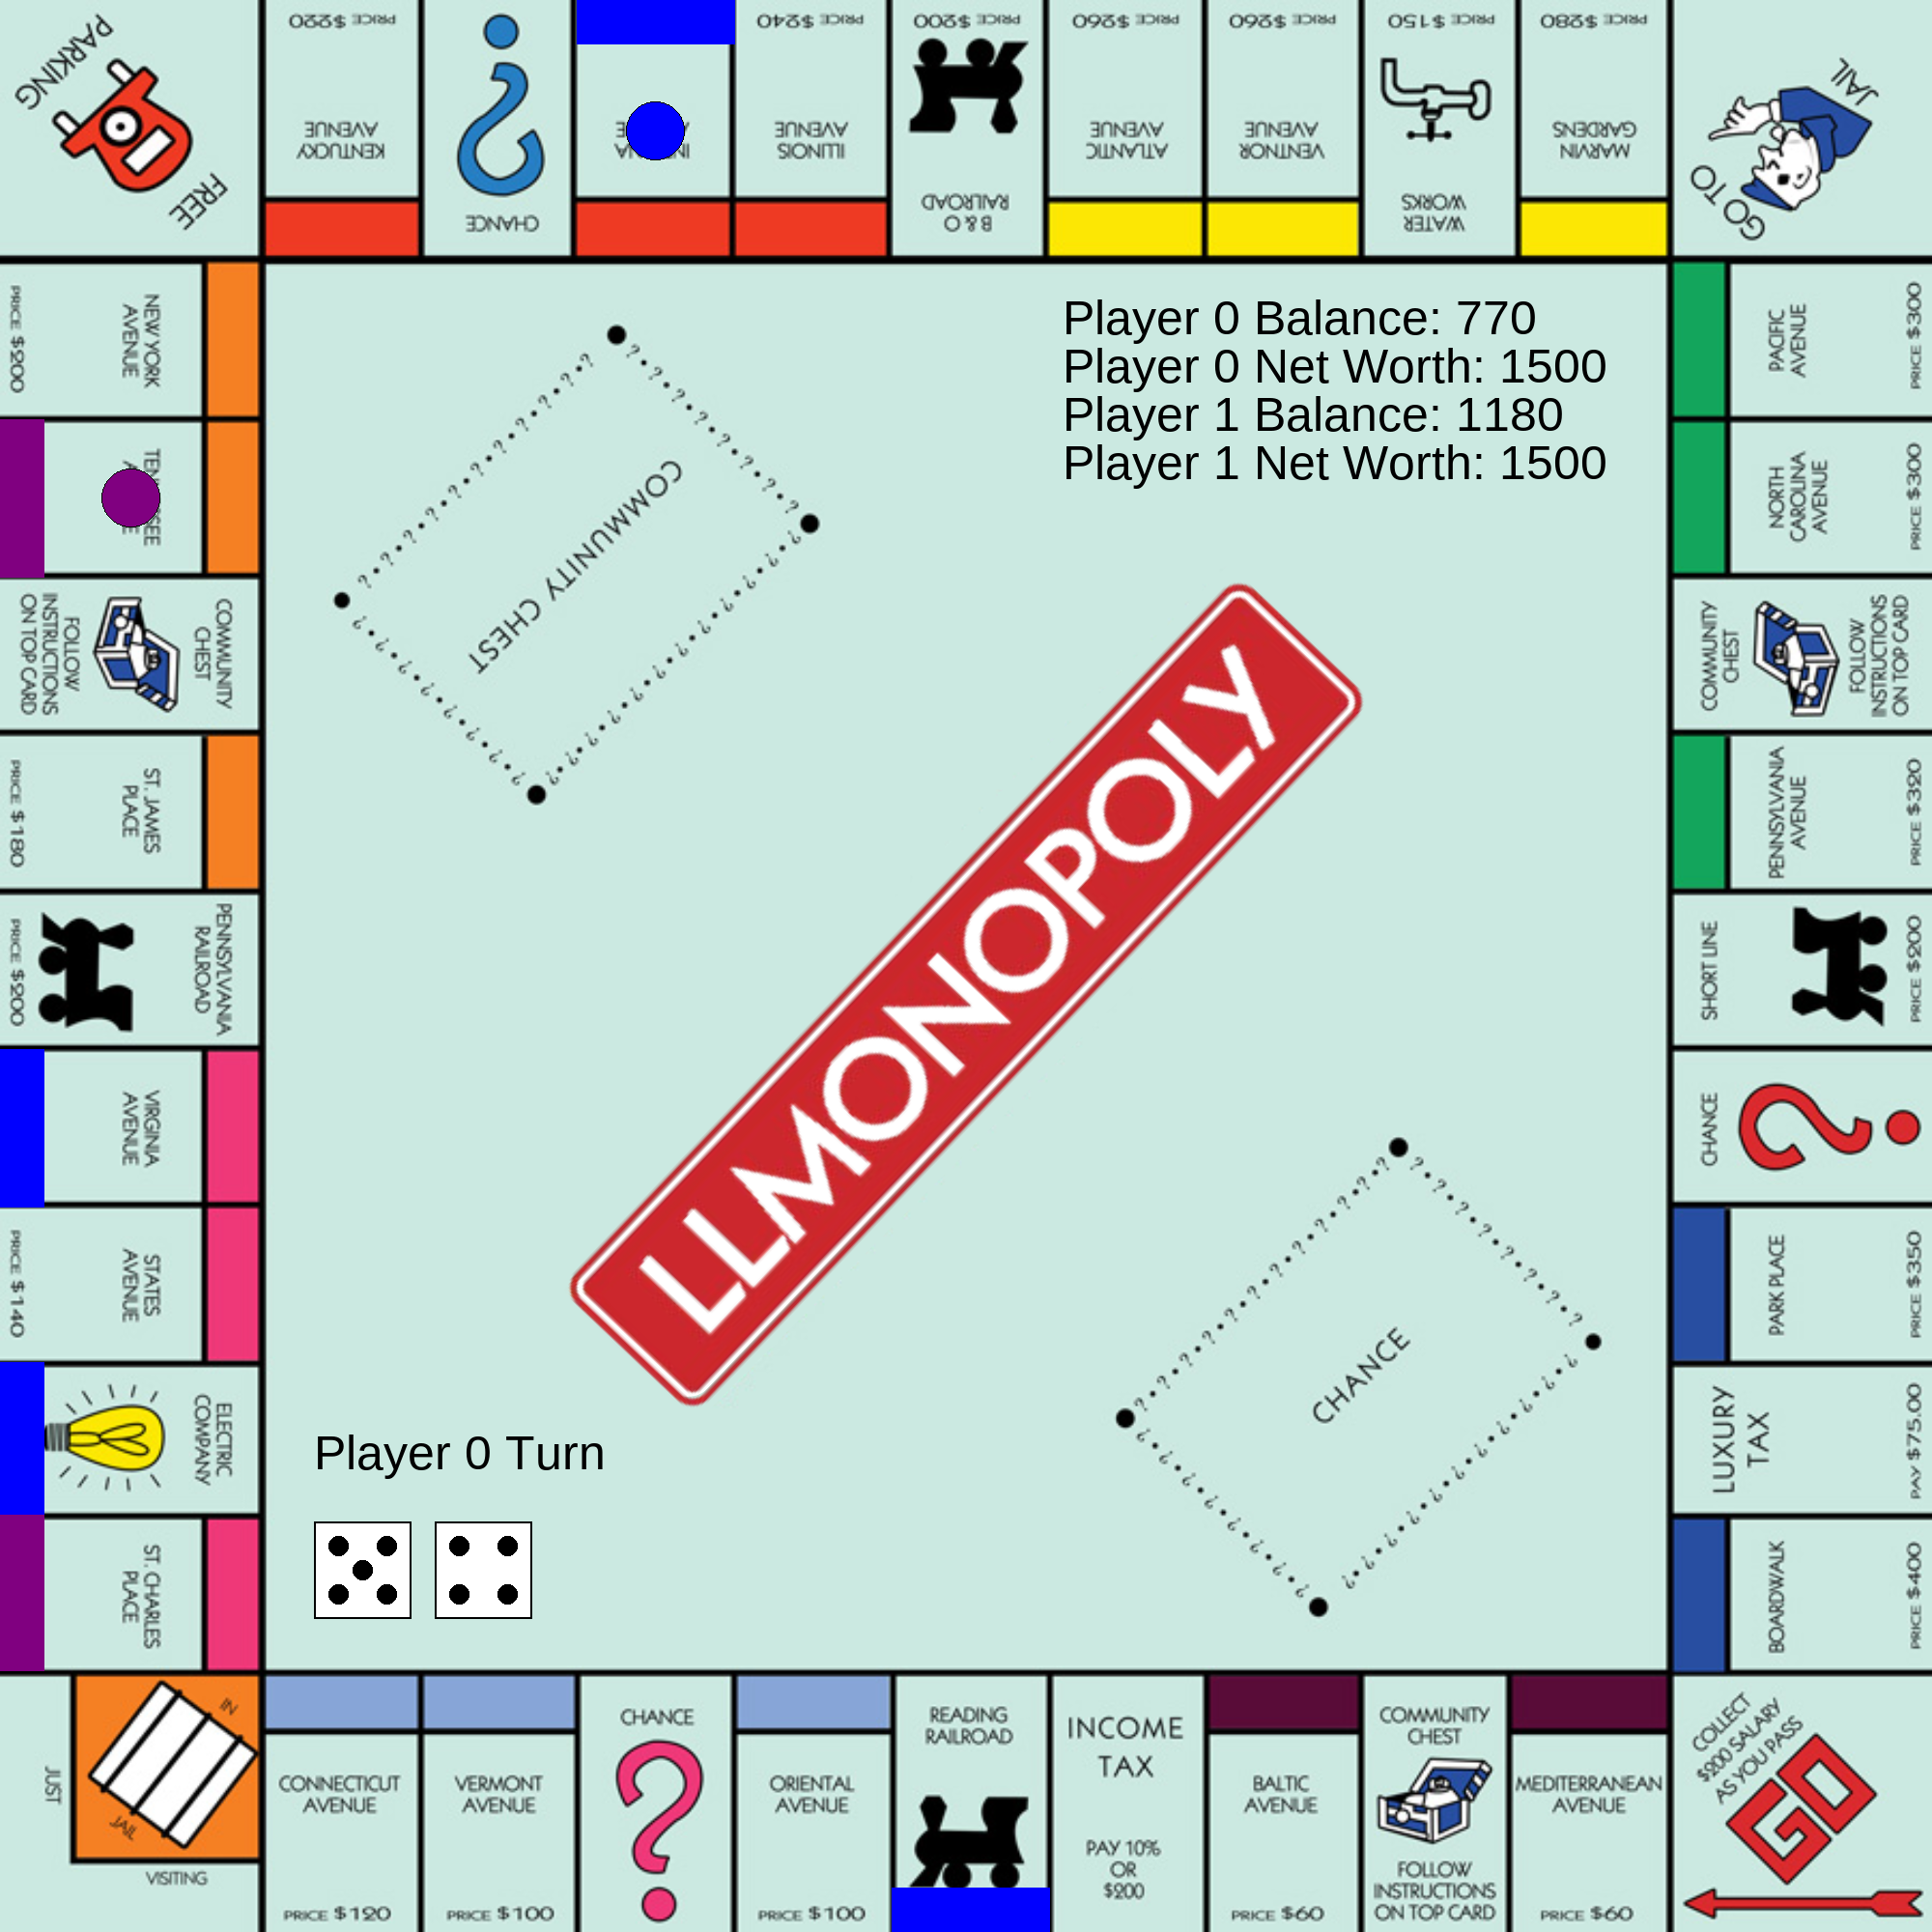 PARKING
FREE
PRICE $220
KENTUCKY
AVENUE
CHANCE
PRICE $240
ILLINOIS
AVENUE
PRICE $200
B & O
RAILROAD
PRICE $260
ATLANTIC
AVENUE
PRICE $260
VENTNOR
AVENUE
PRICE $150
WATER
WORKS
PRICE $280
MARVIN
GARDENS
GO TO
JAIL
NEW YORK
AVENUE
PRICE $200
COMMUNITY
CHEST
FOLLOW
INSTRUCTIONS
ON TOP CARD
ST. JAMES
PLACE
PRICE $180
PENNSYLVANIA
RAILROAD
PRICE $200
VIRGINIA
AVENUE
STATES
AVENUE
PRICE $140
ELECTRIC
COMPANY
ST. CHARLES
PLACE
Player 0 Balance: 770
Player 0 Net Worth: 1500
Player 1 Balance: 1180
Player 1 Net Worth: 1500
COMMUNITY CHEST
LLMONOPOLY
CHANCE
Player 0 Turn
PACIFIC
AVENUE
PRICE $300
NORTH
CAROLINA
AVENUE
PRICE $300
COMMUNITY
CHEST
FOLLOW
INSTRUCTIONS
ON TOP CARD
PENNSYLVANIA
AVENUE
PRICE $320
SHORT LINE
PRICE $200
CHANCE
PARK PLACE
PRICE $350
LUXURY
TAX
PAY $75.00
BOARDWALK
PRICE $400
JUST
VISITING
IN
JAIL
CONNECTICUT
AVENUE
PRICE $120
VERMONT
AVENUE
PRICE $100
CHANCE
ORIENTAL
AVENUE
PRICE $100
READING
RAILROAD
INCOME
TAX
PAY 10%
OR
$200
BALTIC
AVENUE
PRICE $60
COMMUNITY
CHEST
FOLLOW
INSTRUCTIONS
ON TOP CARD
MEDITERRANEAN
AVENUE
PRICE $60
COLLECT
$200 SALARY
AS YOU PASS
GO